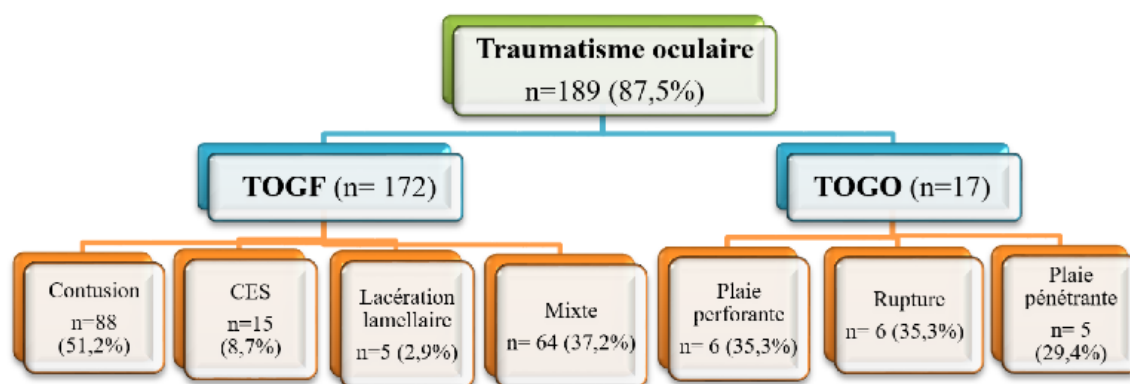 Traumatisme oculaire
n=189 (87,5%)
TOGF (n= 172)
TOGO (n=17)
Contusion
n=88
(51,2%)
CES
n=15
(8,7%)
Lacération
lamellaire
n=5 (2,9%)
Mixte
n= 64 (37,2%)
Plaie
perforante
n= 6 (35,3%)
Rupture
n= 6 (35,3%)
Plaie
pénétrante
n= 5
(29,4%)